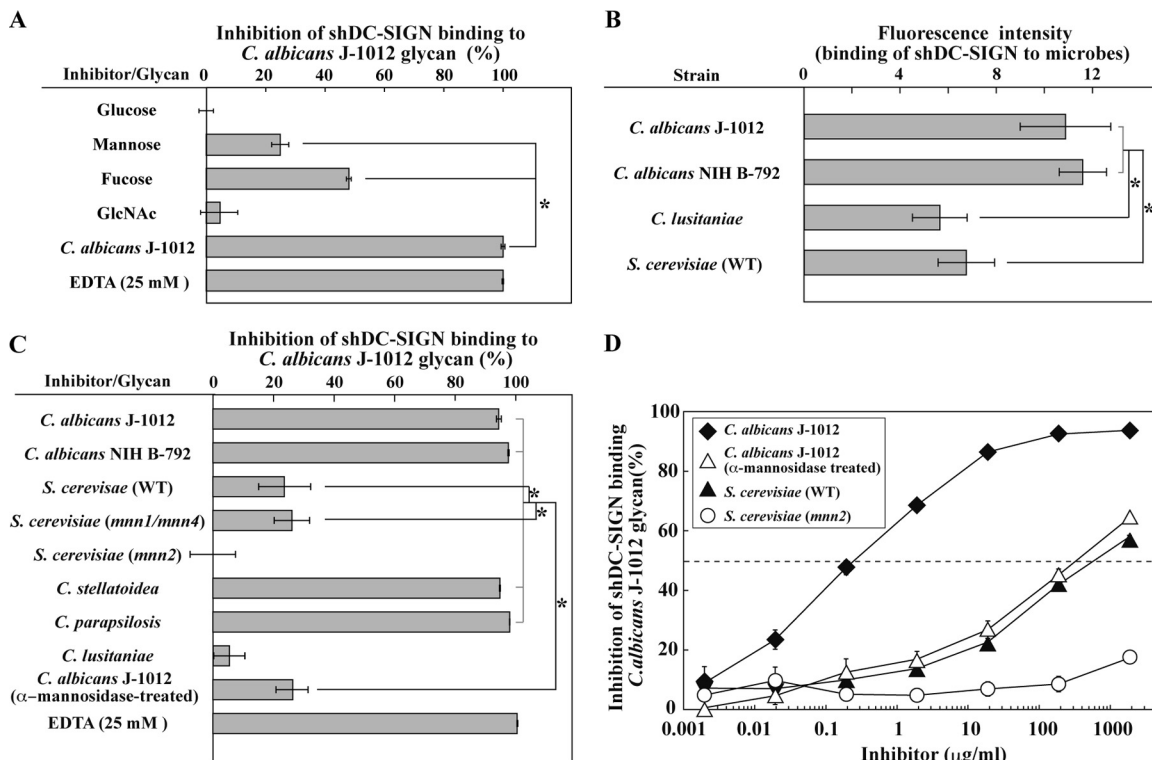 A
Inhibition of shDC-SIGN binding to
C. albicans J-1012 glycan (%)
Inhibitor/Glycan
0 20 40 60 80 100
Glucose
Mannose
Fucose
GlcNAc
C. albicans J-1012
EDTA (25 mM )
*
B
Fluorescence intensity
(binding of shDC-SIGN to microbes)
Strain
0 4 8 12
C. albicans J-1012
C. albicans NIH B-792
C. lusitaniae
S. cerevisiae (WT)
*
*
C
Inhibition of shDC-SIGN binding to
C. albicans J-1012 glycan (%)
Inhibitor/Glycan
0 20 40 60 80 100
C. albicans J-1012
C. albicans NIH B-792
S. cerevisae (WT)
S. cerevisiae (mnn1/mnn4)
S. cerevisiae (mnn2)
C. stellatoidea
C. parapsilosis
C. lusitaniae
C. albicans J-1012
(α-mannosidase-treated)
EDTA (25 mM )
*
*
*
D
Inhibition of shDC-SIGN binding
C.albicans J-1012 glycan(%)
100
80
60
40
20
0
C. albicans J-1012
C. albicans J-1012
(α-mannosidase treated)
S. cerevisiae (WT)
S. cerevisiae (mnn2)
0.001 0.01 0.1 1 10 100 1000
Inhibitor (µg/ml)